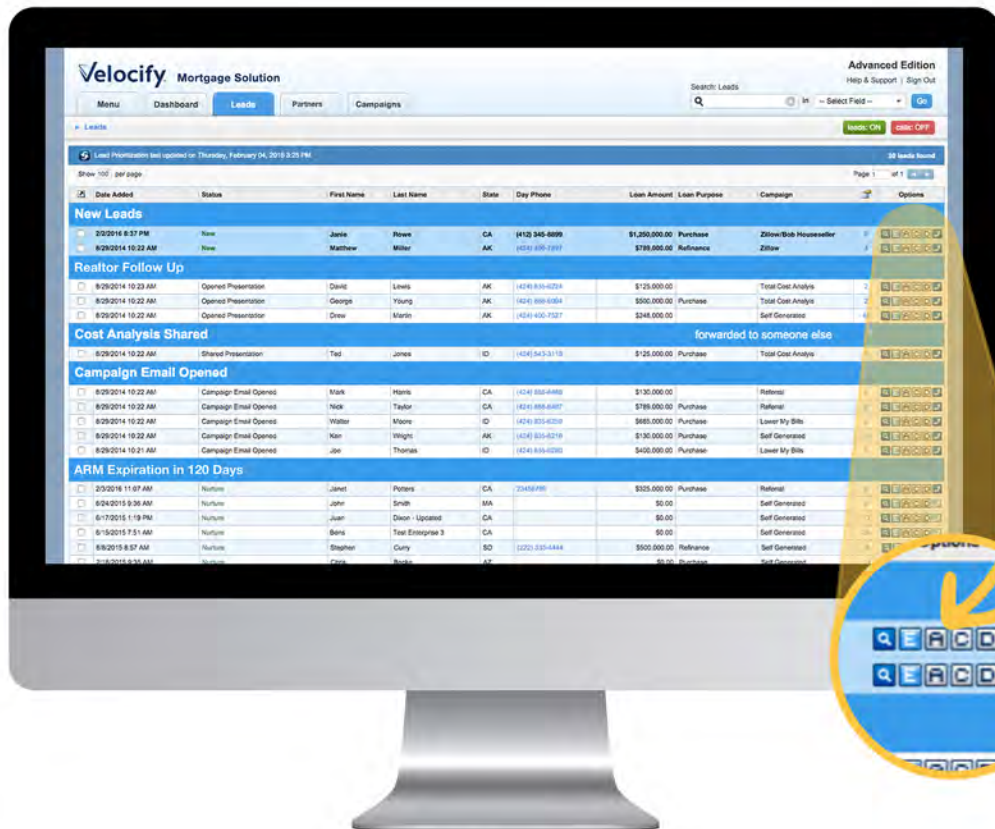 Velocify Mortgage Solution
Advanced Edition
Help & Support | Sign Out
Search: Leads
Menu Dashboard Leads Partners Campaigns
in -- Select Field -- Go
Leads
leads: ON calls: OFF
Lead Prioritization last updated on Thursday, February 04, 2016 3:25 PM
leads found
Show 100 per page
Page 1 of 1
Date Added Status First Name Last Name State Day Phone Loan Amount Loan Purpose Campaign Options
New Leads
2/2/2016 8:37 PM New Janie Rowe CA (412) 345-8899 $1,250,000.00 Purchase Zillow/Bob Houseseller
8/29/2014 10:22 AM New Matthew Miller AK $799,000.00 Refinance Zillow
Realtor Follow Up
8/29/2014 10:23 AM Opened Presentation David Lewis AK $125,000.00 Total Cost Analyis
8/29/2014 10:22 AM Opened Presentation George Young AK $500,000.00 Purchase Total Cost Analyis
8/29/2014 10:22 AM Opened Presentation Drew Martin AK $248,000.00 Self Generated
Cost Analysis Shared forwarded to someone else
8/29/2014 10:22 AM Shared Presentation Ted Jones ID $125,000.00 Purchase Total Cost Analyis
Campaign Email Opened
8/29/2014 10:22 AM Campaign Email Opened Mark Harris CA $130,000.00 Referral
8/29/2014 10:22 AM Campaign Email Opened Nick Taylor CA Purchase Referral
8/29/2014 10:22 AM Campaign Email Opened Walter Moore ID $665,000.00 Purchase Lower My Bills
8/29/2014 10:22 AM Campaign Email Opened Ken Wright AK $130,000.00 Purchase Self Generated
8/29/2014 10:21 AM Campaign Email Opened Joe Thomas ID $400,000.00 Purchase Lower My Bills
ARM Expiration in 120 Days
2/3/2016 11:07 AM Nurture Janet Potters CA $325,000.00 Purchase Referral
6/24/2015 9:36 AM Nurture John Smith MA $0.00 Self Generated
6/17/2015 1:19 PM Nurture Juan Dixon - Updated CA $0.00 Self Generated
6/15/2015 7:51 AM Nurture Bens Test Enterprise 3 CA $0.00 Self Generated
6/8/2015 8:57 AM Nurture Stephen Curry SD (222) 333-4444 $500,000.00 Refinance Self Generated
Nurture Chris AZ $0.00 Purchase Self Generated
Options
E A C D
E A C D